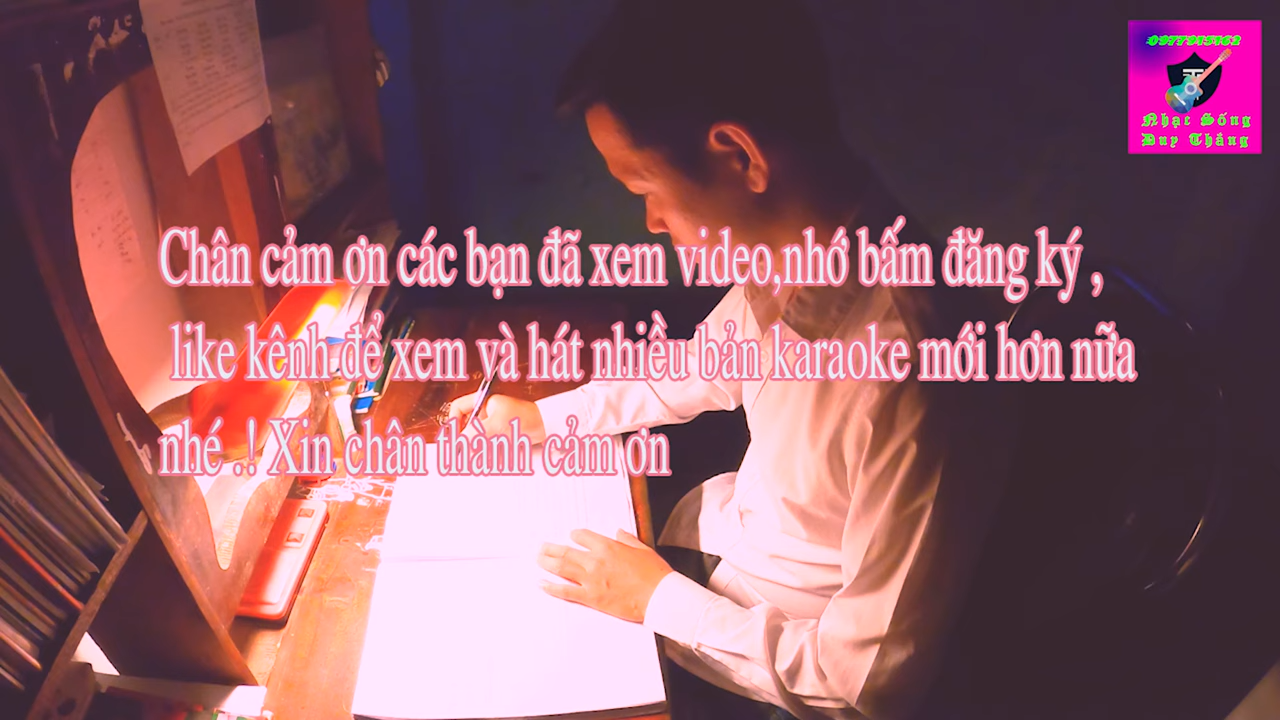 Chân cảm ơn các bạn đã xem video,nhớ bấm đăng ký ,
like kênh để xem và hát nhiều bản karaoke mới hơn nữa
nhé .! Xin chân thành cảm ơn
Nhạc Sống
Duy Thắng